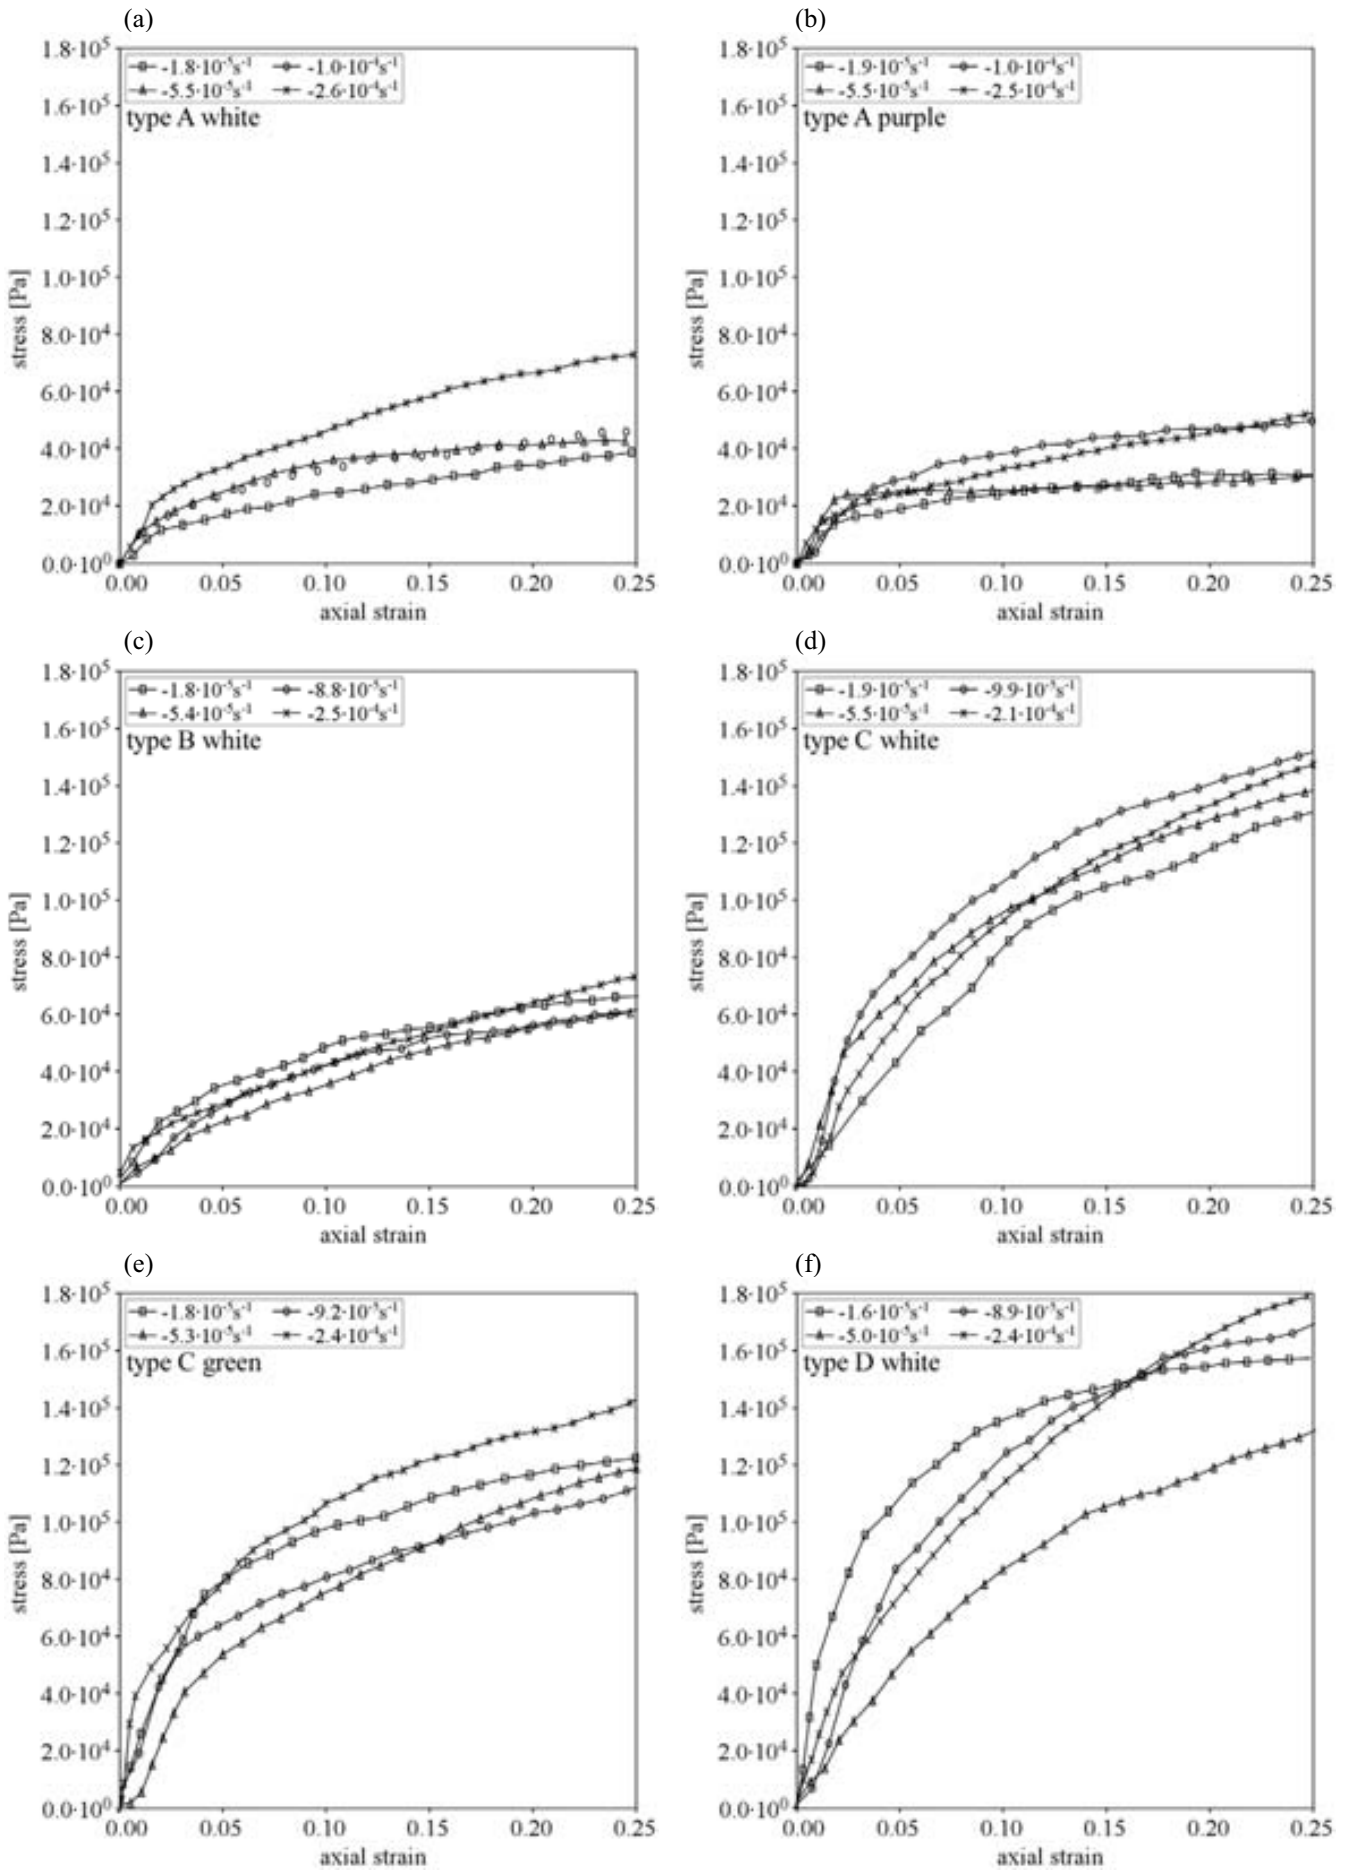 (a) (b)
1.8·10⁵ 1.8·10⁵
-1.8·10⁻⁵s⁻¹ -1.0·10⁻⁴s⁻¹ -1.9·10⁻⁵s⁻¹ -1.0·10⁻⁴s⁻¹
-5.5·10⁻⁵s⁻¹ -2.6·10⁻⁴s⁻¹ -5.5·10⁻⁵s⁻¹ -2.5·10⁻⁴s⁻¹
1.6·10⁵ 1.6·10⁵
type A white type A purple
1.4·10⁵ 1.4·10⁵
1.2·10⁵ 1.2·10⁵
1.0·10⁵ 1.0·10⁵
stress [Pa] stress [Pa]
8.0·10⁴ 8.0·10⁴
6.0·10⁴ 6.0·10⁴
4.0·10⁴ 4.0·10⁴
2.0·10⁴ 2.0·10⁴
0.0·10⁰ 0.0·10⁰
0.00 0.05 0.10 0.15 0.20 0.25 0.00 0.05 0.10 0.15 0.20 0.25
axial strain axial strain
(c) (d)
1.8·10⁵ 1.8·10⁵
-1.8·10⁻⁵s⁻¹ -8.8·10⁻⁵s⁻¹ -1.9·10⁻⁵s⁻¹ -9.9·10⁻⁵s⁻¹
-5.4·10⁻⁵s⁻¹ -2.5·10⁻⁴s⁻¹ -5.5·10⁻⁵s⁻¹ -2.1·10⁻⁴s⁻¹
1.6·10⁵ 1.6·10⁵
type B white type C white
1.4·10⁵ 1.4·10⁵
1.2·10⁵ 1.2·10⁵
1.0·10⁵ 1.0·10⁵
stress [Pa] stress [Pa]
8.0·10⁴ 8.0·10⁴
6.0·10⁴ 6.0·10⁴
4.0·10⁴ 4.0·10⁴
2.0·10⁴ 2.0·10⁴
0.0·10⁰ 0.0·10⁰
0.00 0.05 0.10 0.15 0.20 0.25 0.00 0.05 0.10 0.15 0.20 0.25
axial strain axial strain
(e) (f)
1.8·10⁵ 1.8·10⁵
-1.8·10⁻⁵s⁻¹ -9.2·10⁻⁵s⁻¹ -1.6·10⁻⁵s⁻¹ -8.9·10⁻⁵s⁻¹
-5.3·10⁻⁵s⁻¹ -2.4·10⁻⁴s⁻¹ -5.0·10⁻⁵s⁻¹ -2.4·10⁻⁴s⁻¹
1.6·10⁵ 1.6·10⁵
type C green type D white
1.4·10⁵ 1.4·10⁵
1.2·10⁵ 1.2·10⁵
1.0·10⁵ 1.0·10⁵
stress [Pa] stress [Pa]
8.0·10⁴ 8.0·10⁴
6.0·10⁴ 6.0·10⁴
4.0·10⁴ 4.0·10⁴
2.0·10⁴ 2.0·10⁴
0.0·10⁰ 0.0·10⁰
0.00 0.05 0.10 0.15 0.20 0.25 0.00 0.05 0.10 0.15 0.20 0.25
axial strain axial strain